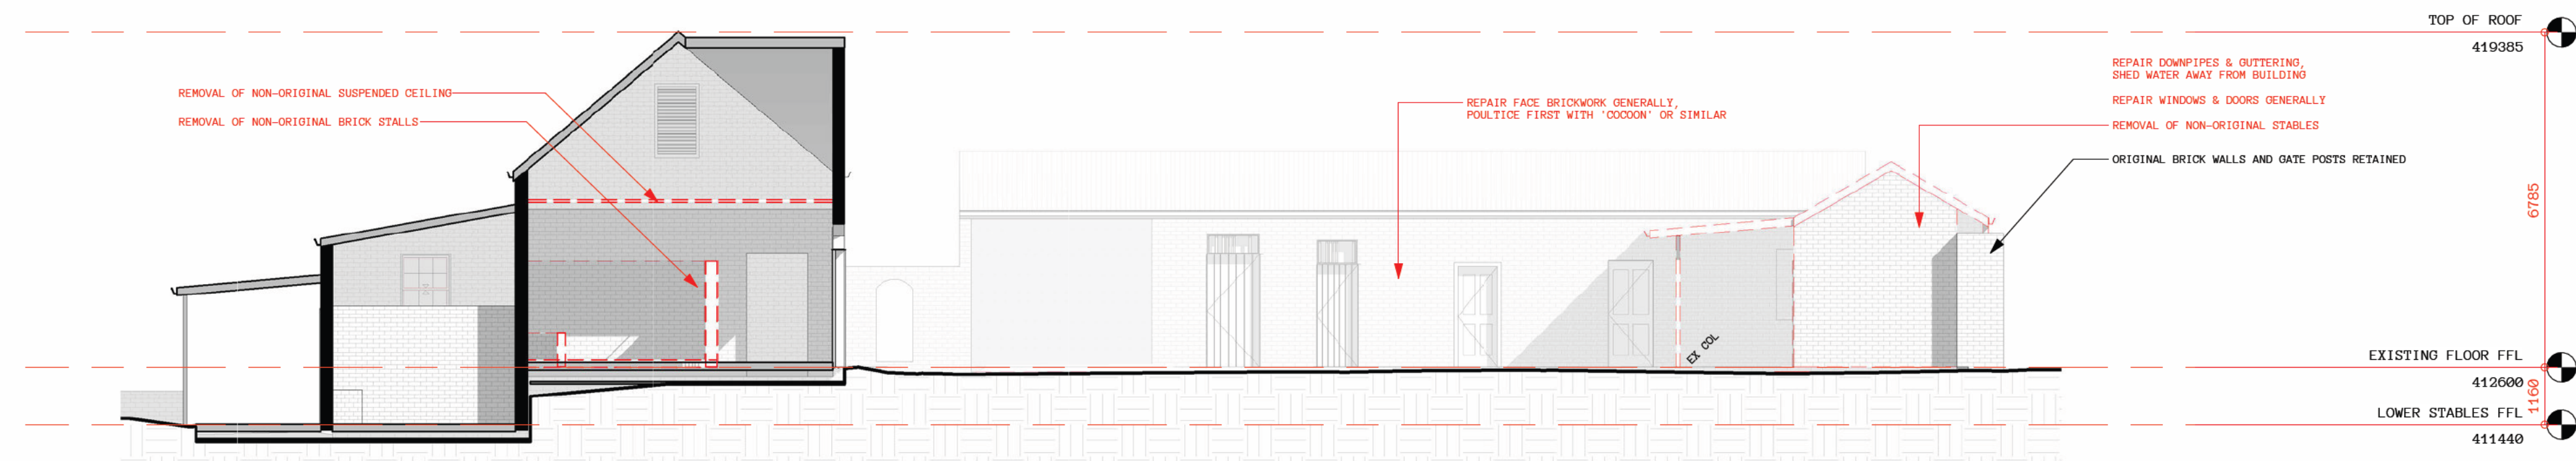 TOP OF ROOF
419385
REPAIR DOWNPIPES & GUTTERING,
SHED WATER AWAY FROM BUILDING
REMOVAL OF NON-ORIGINAL SUSPENDED CEILING
REPAIR FACE BRICKWORK GENERALLY,
POULTICE FIRST WITH 'COCOON' OR SIMILAR
REPAIR WINDOWS & DOORS GENERALLY
REMOVAL OF NON-ORIGINAL BRICK STALLS
REMOVAL OF NON-ORIGINAL STABLES
ORIGINAL BRICK WALLS AND GATE POSTS RETAINED
6785
EX COL
EXISTING FLOOR FFL
412600
1160
LOWER STABLES FFL
411440